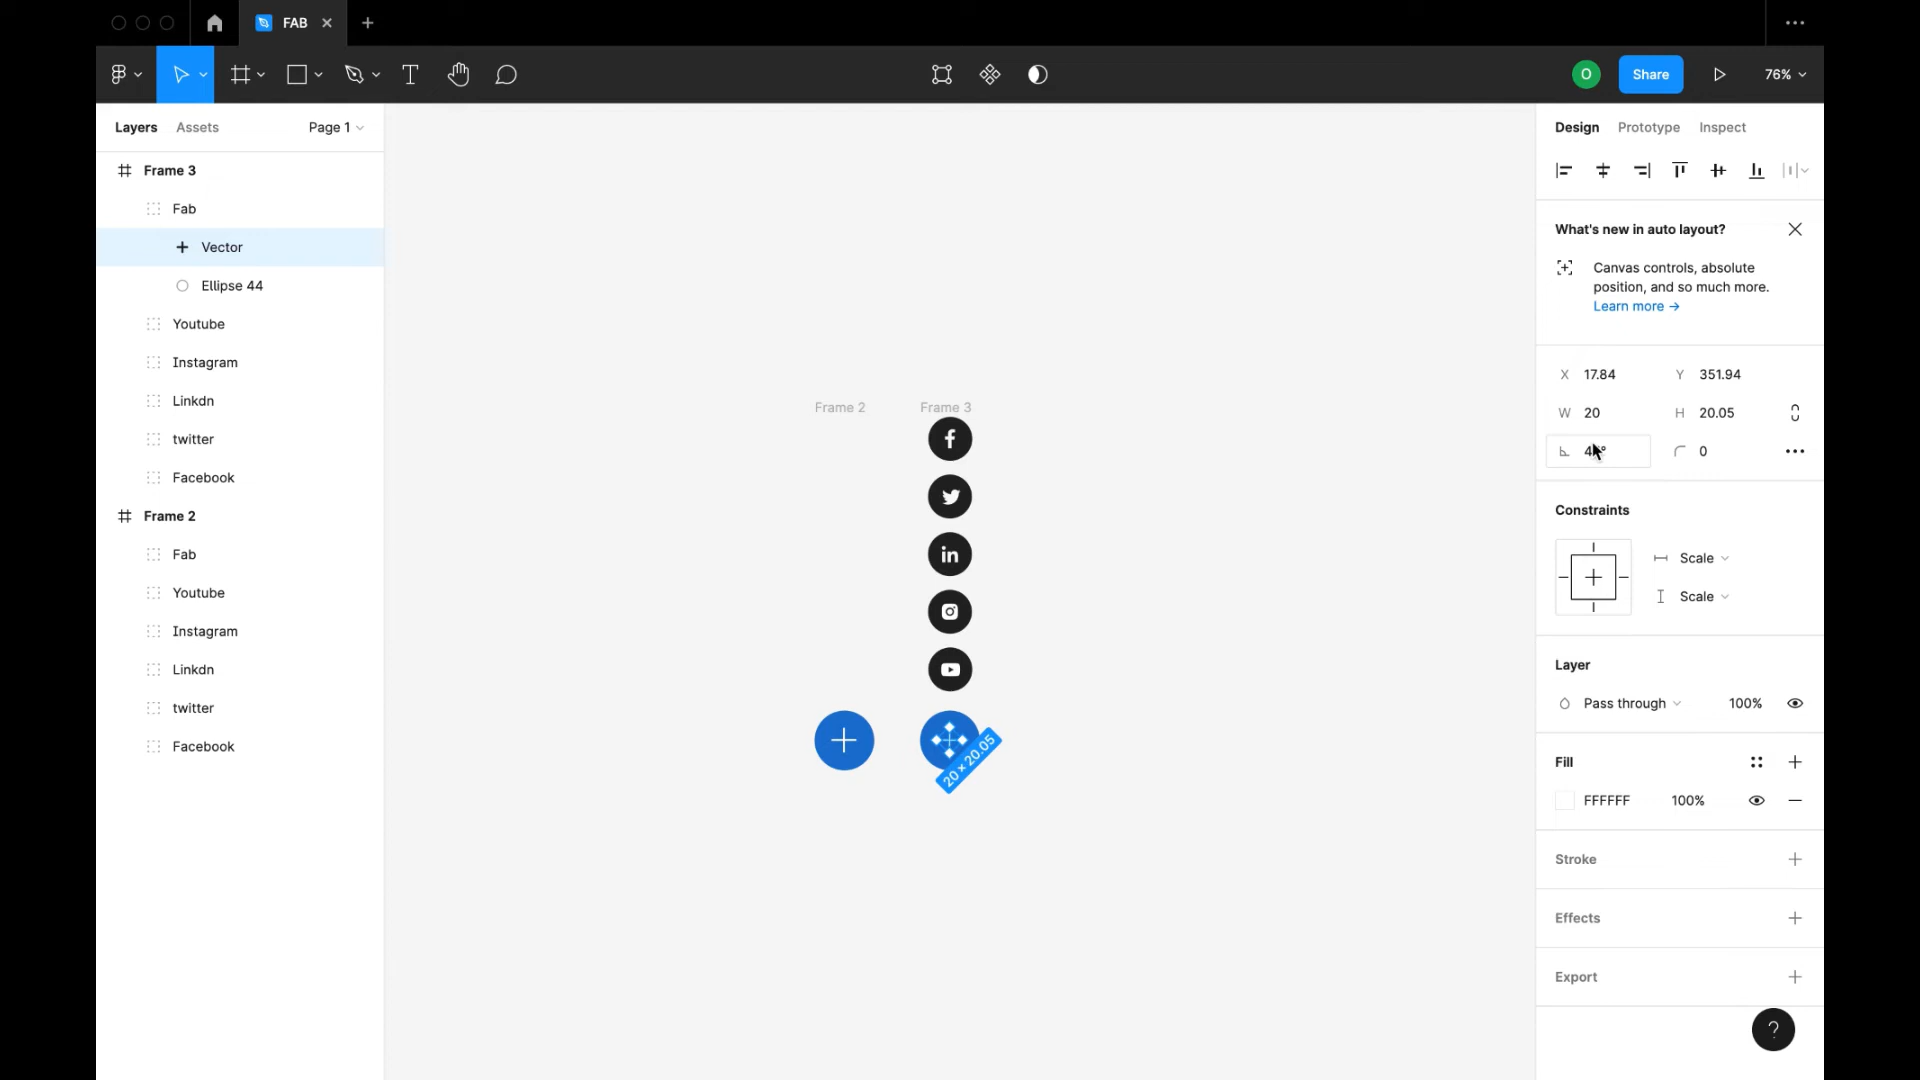 FAB
Share
76%
Layers
Assets
Page 1
Frame 3
Fab
Vector
Ellipse 44
Youtube
Instagram
Linkdn
twitter
Facebook
Frame 2
Fab
Youtube
Instagram
Linkdn
twitter
Facebook
Frame 2
Frame 3
20 × 20.05
O
Design
Prototype
Inspect
What's new in auto layout?
Canvas controls, absolute
position, and so much more.
Learn more →
X 17.84
Y 351.94
W 20
H 20.05
0
Constraints
Scale
Scale
Layer
Pass through
100%
Fill
FFFFFF
100%
Stroke
Effects
Export
?